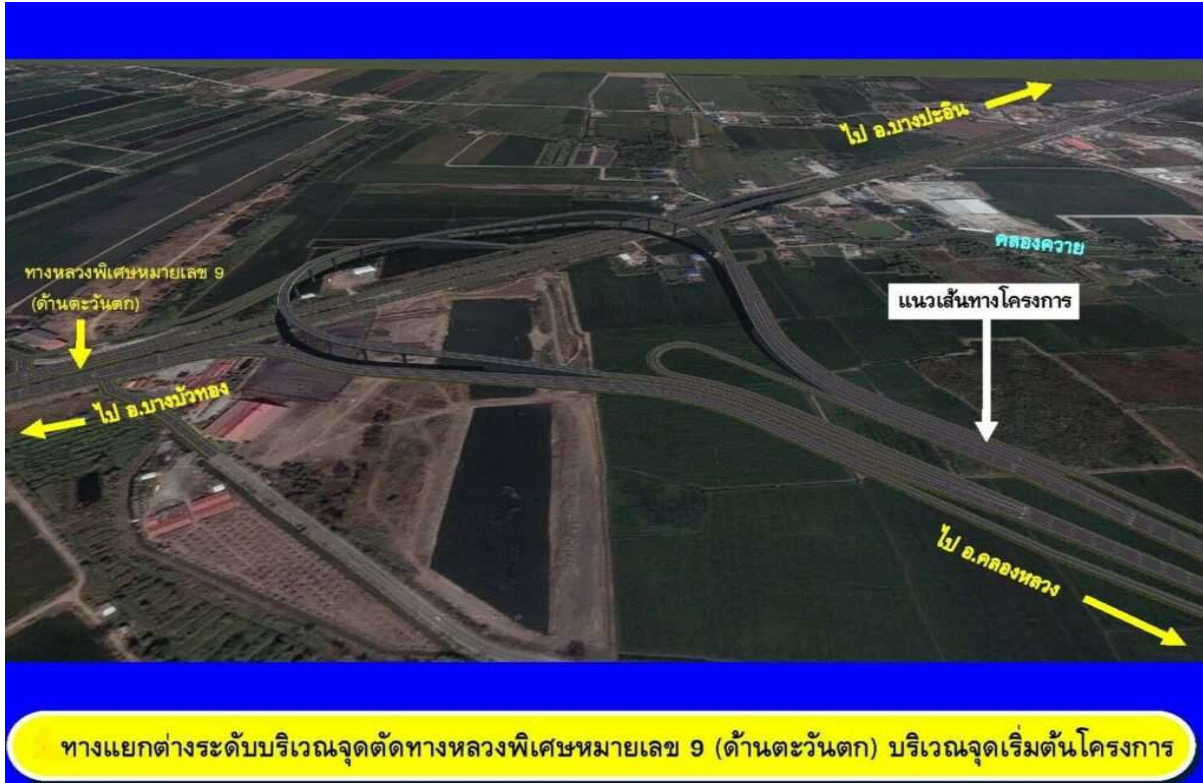 ไป อ.บางปะอิน
คลองควาย
ทางหลวงพิเศษหมายเลข 9
(ด้านตะวันตก)
แนวเส้นทางโครงการ
ไป อ.บางบัวทอง
ไป อ.คลองหลวง
ทางแยกต่างระดับบริเวณจุดตัดทางหลวงพิเศษหมายเลข 9 (ด้านตะวันตก) บริเวณจุดเริ่มต้นโครงการ